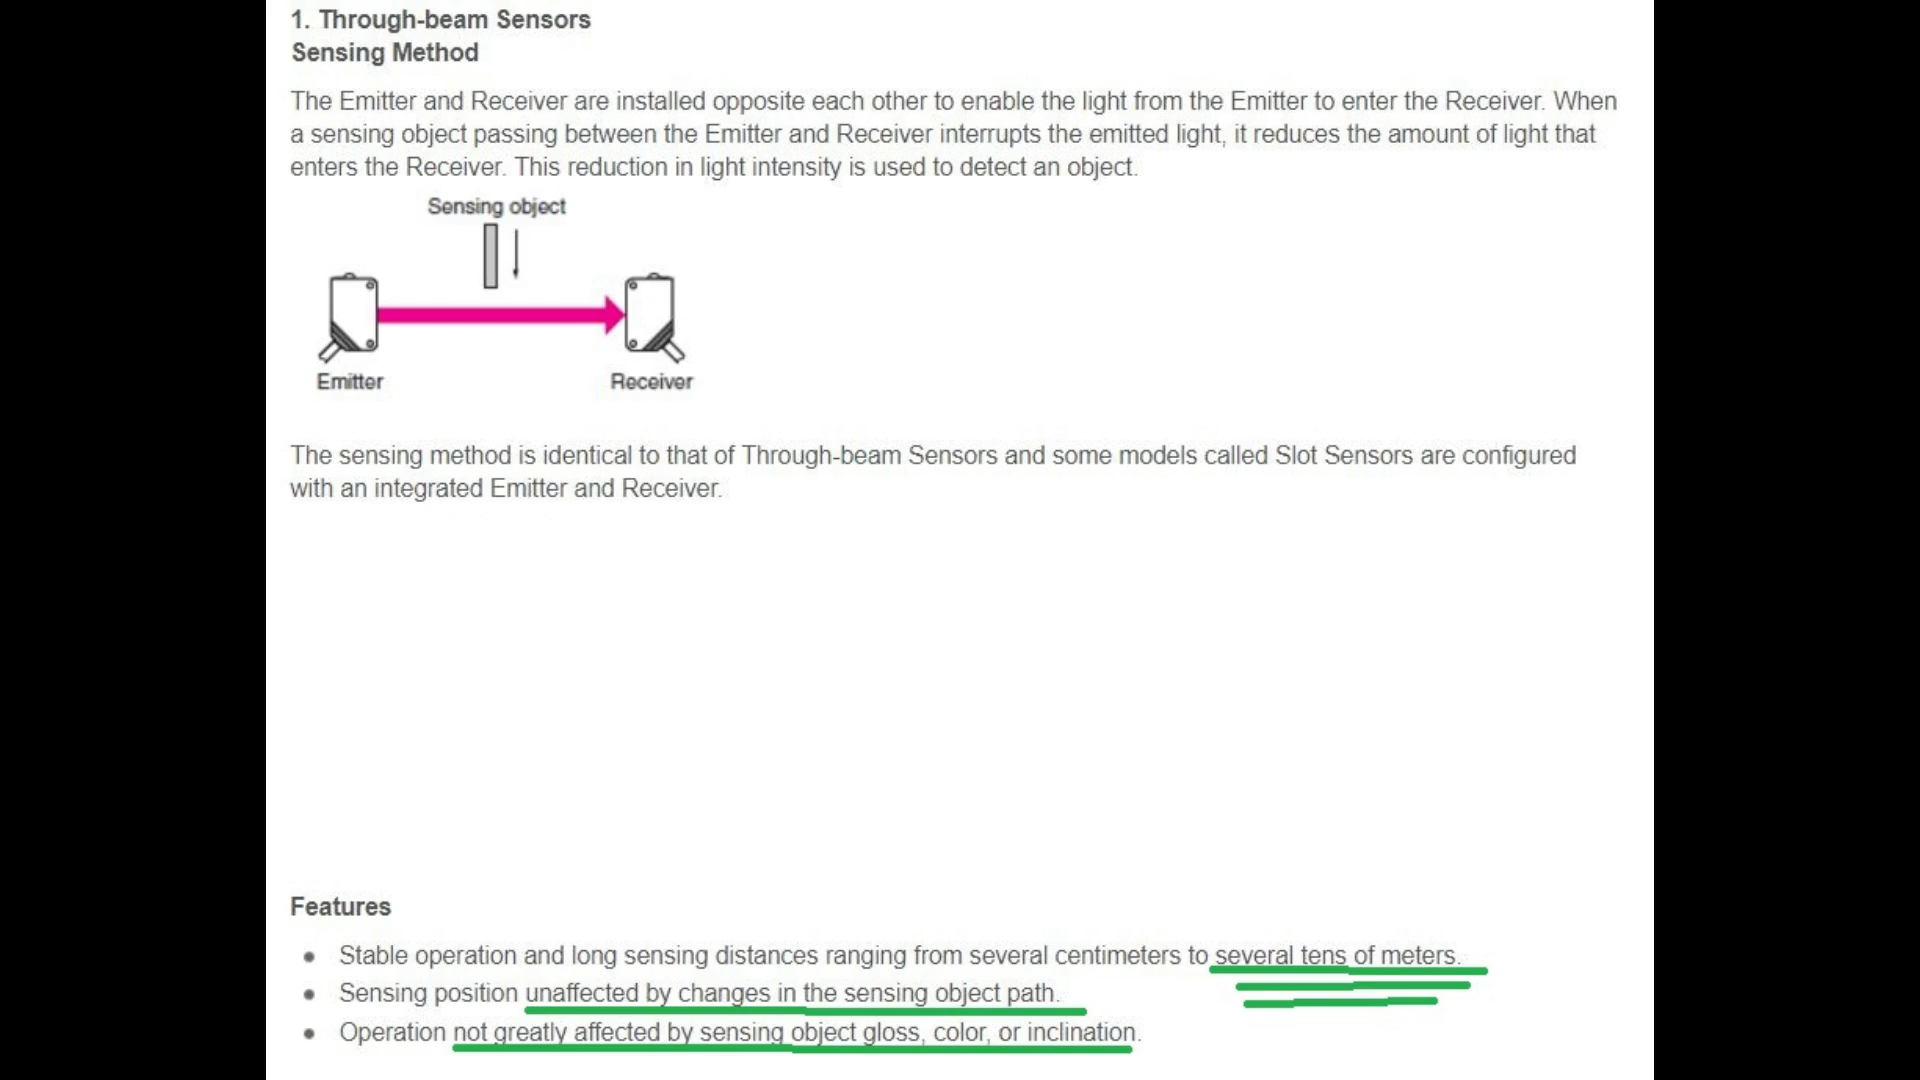 1. Through-beam Sensors
Sensing Method
The Emitter and Receiver are installed opposite each other to enable the light from the Emitter to enter the Receiver. When
a sensing object passing between the Emitter and Receiver interrupts the emitted light, it reduces the amount of light that
enters the Receiver. This reduction in light intensity is used to detect an object.
Sensing object
Emitter
Receiver
The sensing method is identical to that of Through-beam Sensors and some models called Slot Sensors are configured
with an integrated Emitter and Receiver.
Features
• Stable operation and long sensing distances ranging from several centimeters to several tens of meters.
• Sensing position unaffected by changes in the sensing object path.
• Operation not greatly affected by sensing object gloss, color, or inclination.